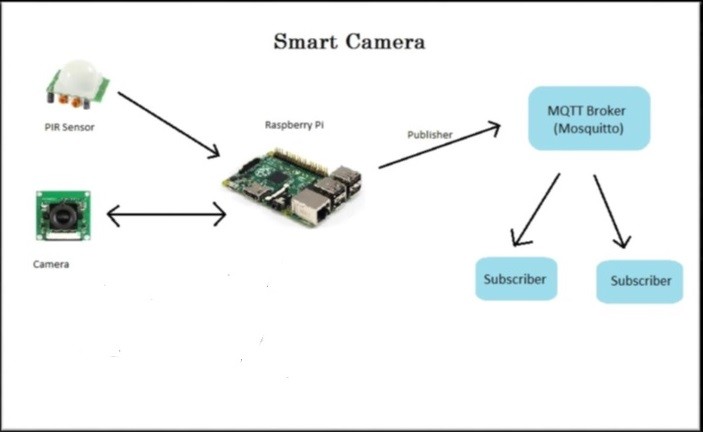 Smart Camera
PIR Sensor
Raspberry Pi
Publisher
MQTT Broker
(Mosquitto)
Camera
Subscriber
Subscriber